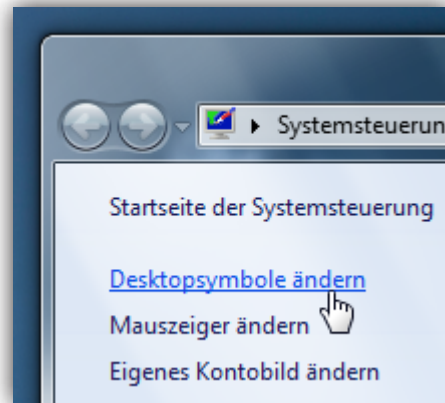 Systemsteuerun
Startseite der Systemsteuerung
Desktopsymbole ändern
Mauszeiger ändern
Eigenes Kontobild ändern